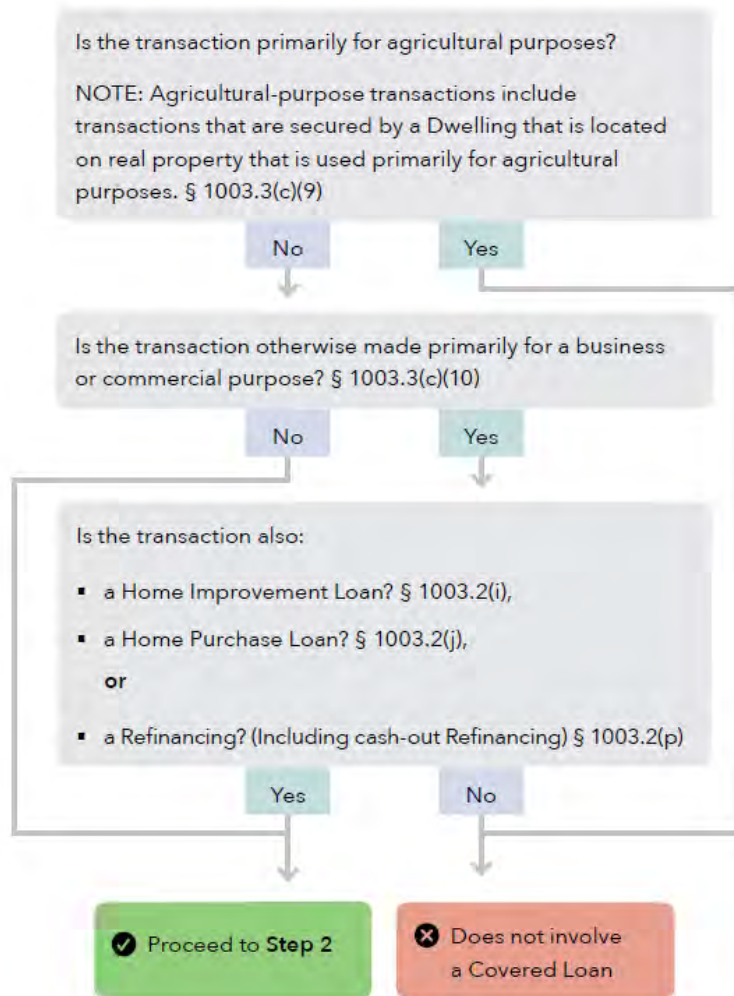 Is the transaction primarily for agricultural purposes?
NOTE: Agricultural-purpose transactions include
transactions that are secured by a Dwelling that is located
on real property that is used primarily for agricultural
purposes. § 1003.3(c)(9)
No
Yes
Is the transaction otherwise made primarily for a business
or commercial purpose? § 1003.3(c)(10)
No
Yes
Is the transaction also:
▪ a Home Improvement Loan? § 1003.2(i),
▪ a Home Purchase Loan? § 1003.2(j),
or
▪ a Refinancing? (Including cash-out Refinancing) § 1003.2(p)
Yes
No
Proceed to Step 2
Does not involve
a Covered Loan